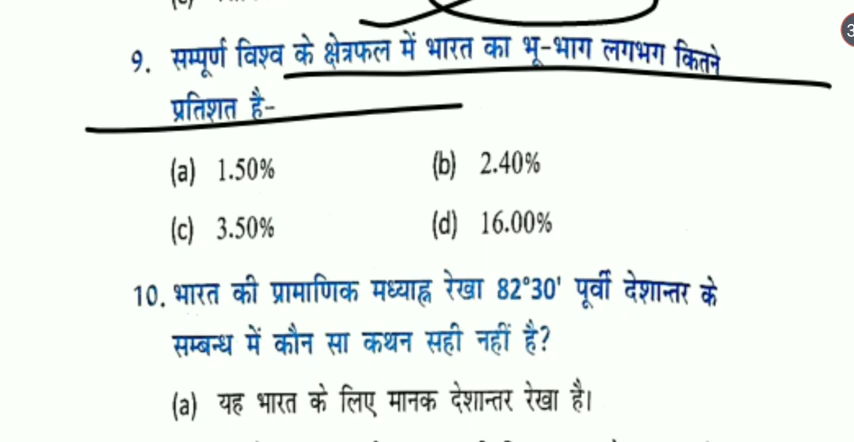 9. सम्पूर्ण विश्व के क्षेत्रफल में भारत का भू-भाग लगभग कितने
प्रतिशत है-
(a) 1.50% (b) 2.40%
(c) 3.50% (d) 16.00%
10. भारत की प्रामाणिक मध्याह्न रेखा 82°30' पूर्वी देशान्तर के
सम्बन्ध में कौन सा कथन सही नहीं है?
(a) यह भारत के लिए मानक देशान्तर रेखा है।